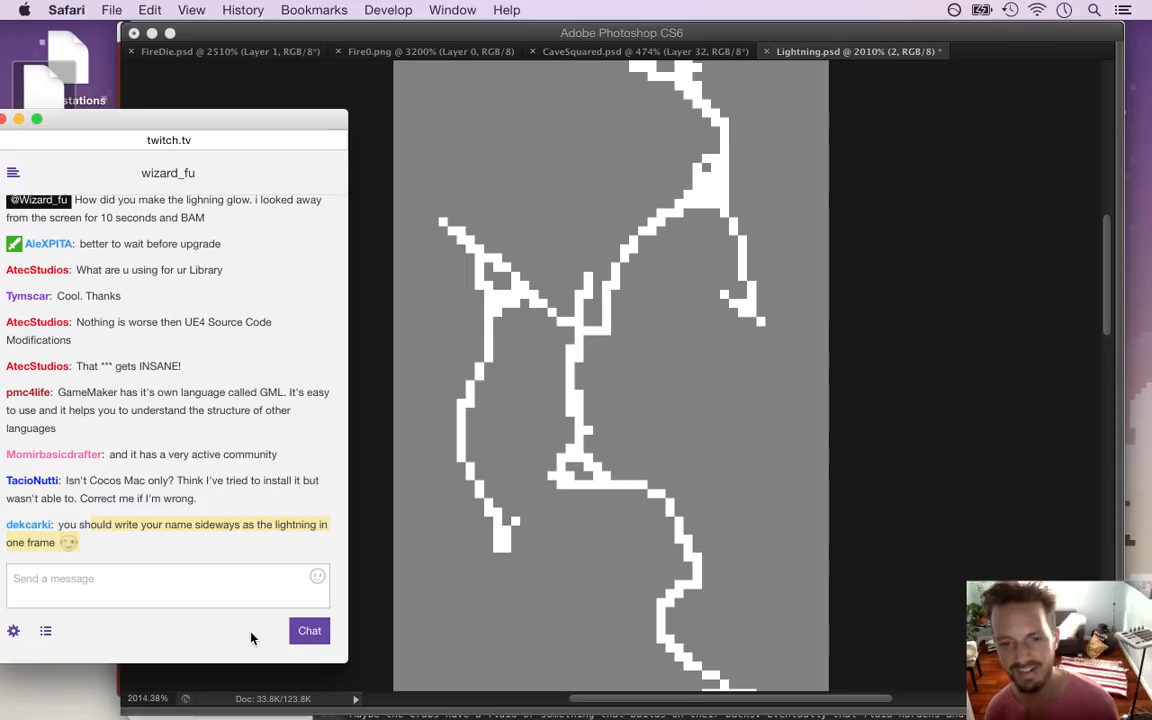 Safari File Edit View History Bookmarks Develop Window Help
Adobe Photoshop CS6
FireDie.psd @ 2510% (Layer 1, RGB/8*)
Fire0.png @ 3200% (Layer 0, RGB/8)
CaveSquared.psd @ 474% (Layer 32, RGB/8*)
Lightning.psd @ 2010% (2, RGB/8) *
stations
twitch.tv
wizard_fu
@Wizard_fu How did you make the lighning glow. i looked away
from the screen for 10 seconds and BAM
AleXPITA: better to wait before upgrade
AtecStudios: What are u using for ur Library
Tymscar: Cool. Thanks
AtecStudios: Nothing is worse then UE4 Source Code
Modifications
AtecStudios: That *** gets INSANE!
pmc4life: GameMaker has it's own language called GML. It's easy
to use and it helps you to understand the structure of other
languages
Momirbasicdrafter: and it has a very active community
TacioNutti: Isn't Cocos Mac only? Think I've tried to install it but
wasn't able to. Correct me if I'm wrong.
dekcarki: you should write your name sideways as the lightning in
one frame
Send a message
Chat
2014.38%
Doc: 33.8K/123.8K